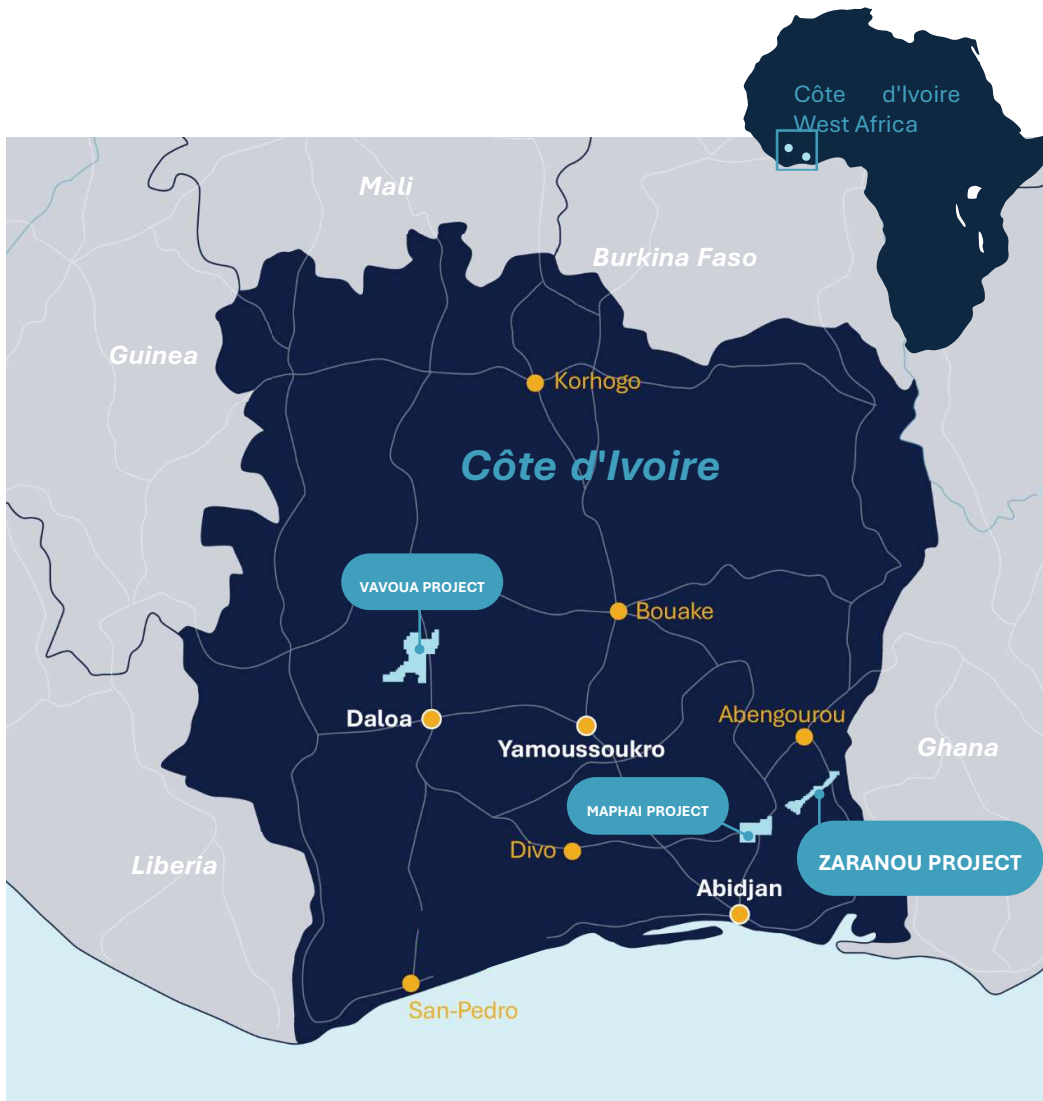 Côte d'Ivoire
West Africa
Mali
Burkina Faso
Guinea
Korhogo
Côte d'Ivoire
VAVOUA PROJECT
Bouake
Daloa
Abengourou
Yamoussoukro
Ghana
MAPHAI PROJECT
Divo
ZARANOU PROJECT
Liberia
Abidjan
San-Pedro